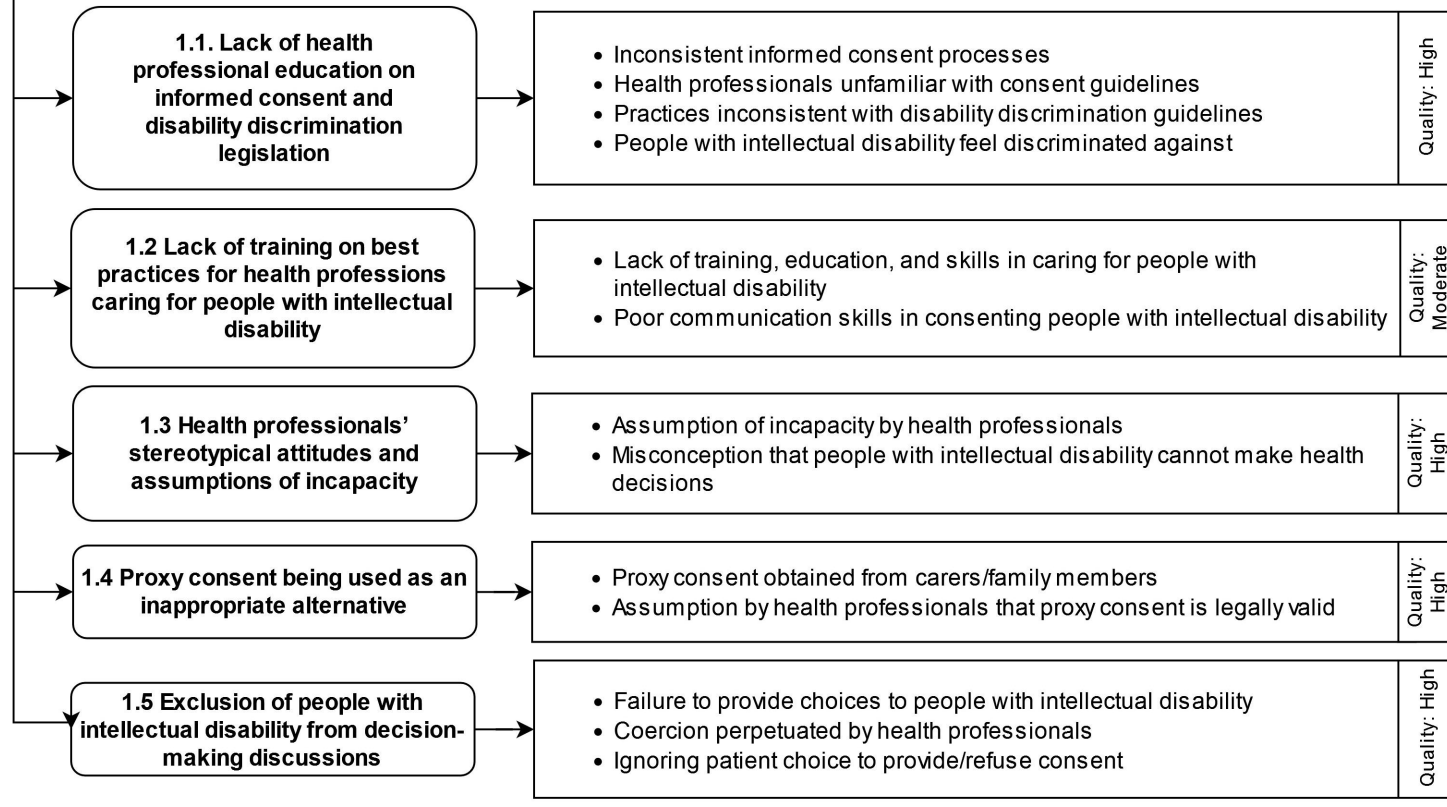 1.1. Lack of health
professional education on
informed consent and
disability discrimination
legislation
• Inconsistent informed consent processes
• Health professionals unfamiliar with consent guidelines
• Practices inconsistent with disability discrimination guidelines
• People with intellectual disability feel discriminated against
Quality: High
1.2 Lack of training on best
practices for health professions
caring for people with intellectual
disability
• Lack of training, education, and skills in caring for people with
intellectual disability
• Poor communication skills in consenting people with intellectual disability
Quality:
Moderate
1.3 Health professionals’
stereotypical attitudes and
assumptions of incapacity
• Assumption of incapacity by health professionals
• Misconception that people with intellectual disability cannot make health
decisions
Quality:
High
1.4 Proxy consent being used as an
inappropriate alternative
• Proxy consent obtained from carers/family members
• Assumption by health professionals that proxy consent is legally valid
Quality:
High
1.5 Exclusion of people with
intellectual disability from decision-
making discussions
• Failure to provide choices to people with intellectual disability
• Coercion perpetuated by health professionals
• Ignoring patient choice to provide/refuse consent
Quality: High